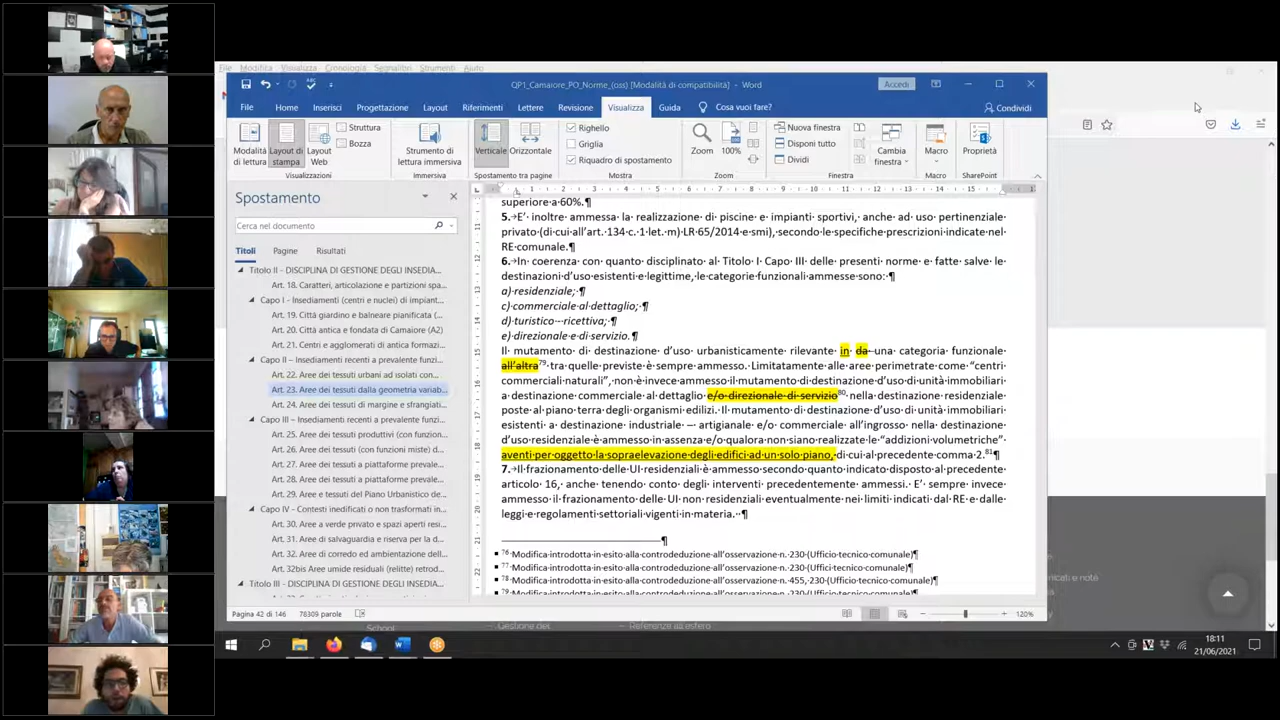 File Modifica Visualizza Cronologia Segnalibri Strumenti Aiuto
QP1_Camaiore_PO_Norme_(oss) [Modalità di compatibilità] - Word
Accedi
File Home Inserisci Progettazione Layout Riferimenti Lettere Revisione Visualizza Guida Cosa vuoi fare? Condividi
Modalità di lettura
Layout di stampa
Layout Web
Struttura
Bozza
Visualizzazioni
Strumento di lettura immersiva
Immersiva
Verticale
Orizzontale
Spostamento tra pagine
Righello
Griglia
Riquadro di spostamento
Mostra
Zoom
100%
Zoom
Nuova finestra
Disponi tutto
Dividi
Cambia finestra
Finestra
Macro
Macro
Proprietà
SharePoint
Spostamento
Cerca nel documento
Titoli Pagine Risultati
Titolo II - DISCIPLINA DI GESTIONE DEGLI INSEDIA...
Art. 18. Caratteri, articolazione e partizioni spa...
Capo I - Insediamenti (centri e nuclei) di impiant...
Art. 19. Città giardino e balneare pianificata (...
Art. 20. Città antica e fondata di Camaiore (A2)
Art. 21. Centri e agglomerati di antica formazi...
Capo II – Insediamenti recenti a prevalente funzi...
Art. 22. Aree dei tessuti urbani ad isolati con...
Art. 23. Aree dei tessuti dalla geometria variab...
Art. 24. Aree dei tessuti di margine e sfrangiati...
Capo III – Insediamenti recenti a prevalente funzi...
Art. 25. Aree dei tessuti produttivi (con funzion...
Art. 26. Aree dei tessuti (con funzioni miste) d...
Art. 27. Aree dei tessuti a piattaforme prevale...
Art. 28. Aree dei tessuti a piattaforma prevale...
Art. 29. Aree e tessuti del Piano Urbanistico de...
Capo IV – Contesti inedificati o non trasformati in...
Art. 30. Aree a verde privato e spazi aperti resi...
Art. 31. Aree di salvaguardia e riserva per la d...
Art. 32. Aree di corredo ed ambientazione dell...
Art. 32bis Aree umide residuali (relitte) retrod...
Titolo III - DISCIPLINA DI GESTIONE DEGLI INSEDIA...
superiore a 60%.¶
5. E' inoltre ammessa la realizzazione di piscine e impianti sportivi, anche ad uso pertinenziale
privato (di cui all'art. 134 c. 1 let. m) LR 65/2014 e smi), secondo le specifiche prescrizioni indicate nel
RE comunale.¶
6. In coerenza con quanto disciplinato al Titolo I Capo III delle presenti norme e fatte salve le
destinazioni d'uso esistenti e legittime, le categorie funzionali ammesse sono: ¶
a) residenziale; ¶
c) commerciale al dettaglio; ¶
d) turistico – ricettiva; ¶
e) direzionale e di servizio. ¶
Il mutamento di destinazione d'uso urbanisticamente rilevante in da una categoria funzionale
all'altra79 tra quelle previste è sempre ammesso. Limitatamente alle aree perimetrate come "centri
commerciali naturali", non è invece ammesso il mutamento di destinazione d'uso di unità immobiliari
a destinazione commerciale al dettaglio e/o direzionale di servizio80 nella destinazione residenziale
poste al piano terra degli organismi edilizi. Il mutamento di destinazione d'uso di unità immobiliari
esistenti a destinazione industriale – artigianale e/o commerciale all'ingrosso nella destinazione
d'uso residenziale è ammesso in assenza e/o qualora non siano realizzate le "addizioni volumetriche"
aventi per oggetto la sopraelevazione degli edifici ad un solo piano, di cui al precedente comma 2.81¶
7. Il frazionamento delle UI residenziali è ammesso secondo quanto indicato disposto al precedente
articolo 16, anche tenendo conto degli interventi precedentemente ammessi. E' sempre invece
ammesso il frazionamento delle UI non residenziali eventualmente nei limiti indicati dal RE e dalle
leggi e regolamenti settoriali vigenti in materia. ¶
¶
76 Modifica introdotta in esito alla controdeduzione all'osservazione n. 230 (Ufficio tecnico comunale)¶
77 Modifica introdotta in esito alla controdeduzione all'osservazione n. 230 (Uffici tecnico comunale)¶
78 Modifica introdotta in esito alla controdeduzione all'osservazione n. 455, 230 (Ufficio tecnico comunale)¶
Pagina 42 di 146 78309 parole 120%
18:11
21/06/2021